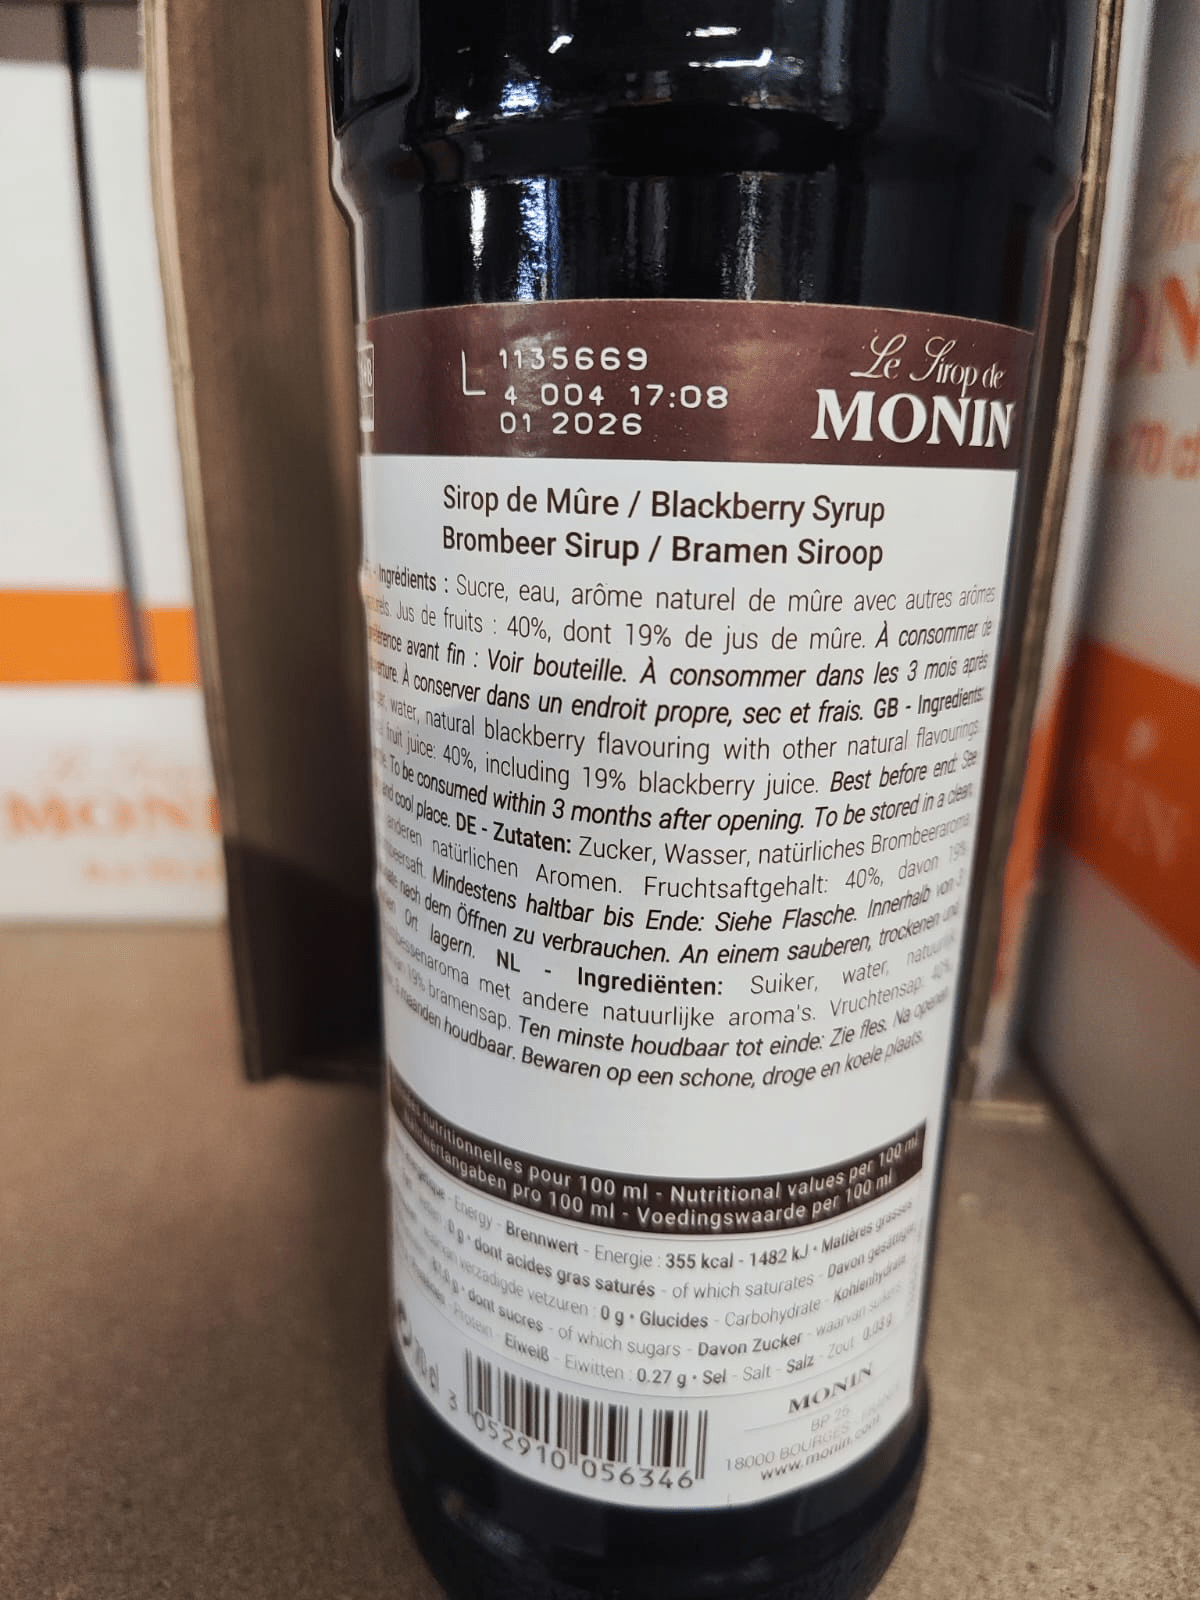 L 1135669
4 004 17:08
01 2026
Le Sirop de
MONIN
Sirop de Mûre / Blackberry Syrup
Brombeer Sirup / Bramen Siroop
Ingrédients : Sucre, eau, arôme naturel de mûre avec autres arômes
Jus de fruits : 40%, dont 19% de jus de mûre. À consommer de
avant fin : Voir bouteille. À consommer dans les 3 mois après
À conserver dans un endroit propre, sec et frais. GB - Ingredients:
water, natural blackberry flavouring with other natural flavourings
fruit juice: 40%, including 19% blackberry juice. Best before end: See
To be consumed within 3 months after opening. To be stored in a clean,
and cool place. DE - Zutaten: Zucker, Wasser, natürliches Brombeeraroma
anderen natürlichen Aromen. Fruchtsaftgehalt: 40%, davon 19%
Mindestens haltbar bis Ende: Siehe Flasche. Innerhalb von 3
nach dem Öffnen zu verbrauchen. An einem sauberen, trockenen und
Ort lagern. NL - Ingrediënten: Suiker, water,
met andere natuurlijke aroma's. Vruchtensap: 40%,
19% bramensap. Ten minste houdbaar tot einde: Zie fles. Na openen
3 maanden houdbaar. Bewaren op een schone, droge en koele plaats.
nutritionnelles pour 100 ml - Nutritional values per 100 ml
pro 100 ml - Voedingswaarde per 100 ml
Energy - Brennwert - Energie : 355 kcal - 1482 kJ • Matières grasses
0 g • dont acides gras saturés - of which saturates - Davon gesättigte
verzadigde vetzuren : 0 g • Glucides - Carbohydrate - Kohlenhydrate
dont sucres - of which sugars - Davon Zucker - waarvan suikers
Protein - Eiweiß - Eiwitten : 0.27 g • Sel - Salt - Salz - Zout
70 cl
3 052910 056346
MONIN
BP 25
18000 BOURGES - FRANCE
www.monin.com
MONIN